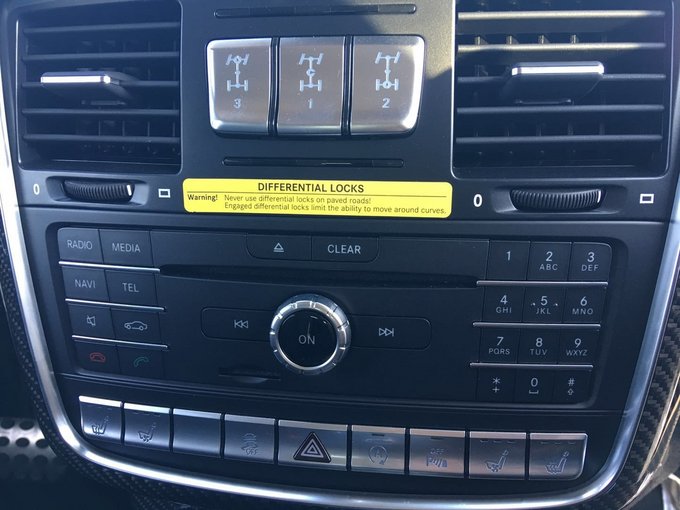 3 1 2
DIFFERENTIAL LOCKS
Warning! Never use differential locks on paved roads!
Engaged differential locks limit the ability to move around curves.
0 0
RADIO MEDIA CLEAR 1 2 ABC 3 DEF
NAVI TEL 4 GHI 5 JKL 6 MNO
ON
7 PQRS 8 TUV 9 WXYZ
* + 0 #
OFF OFF